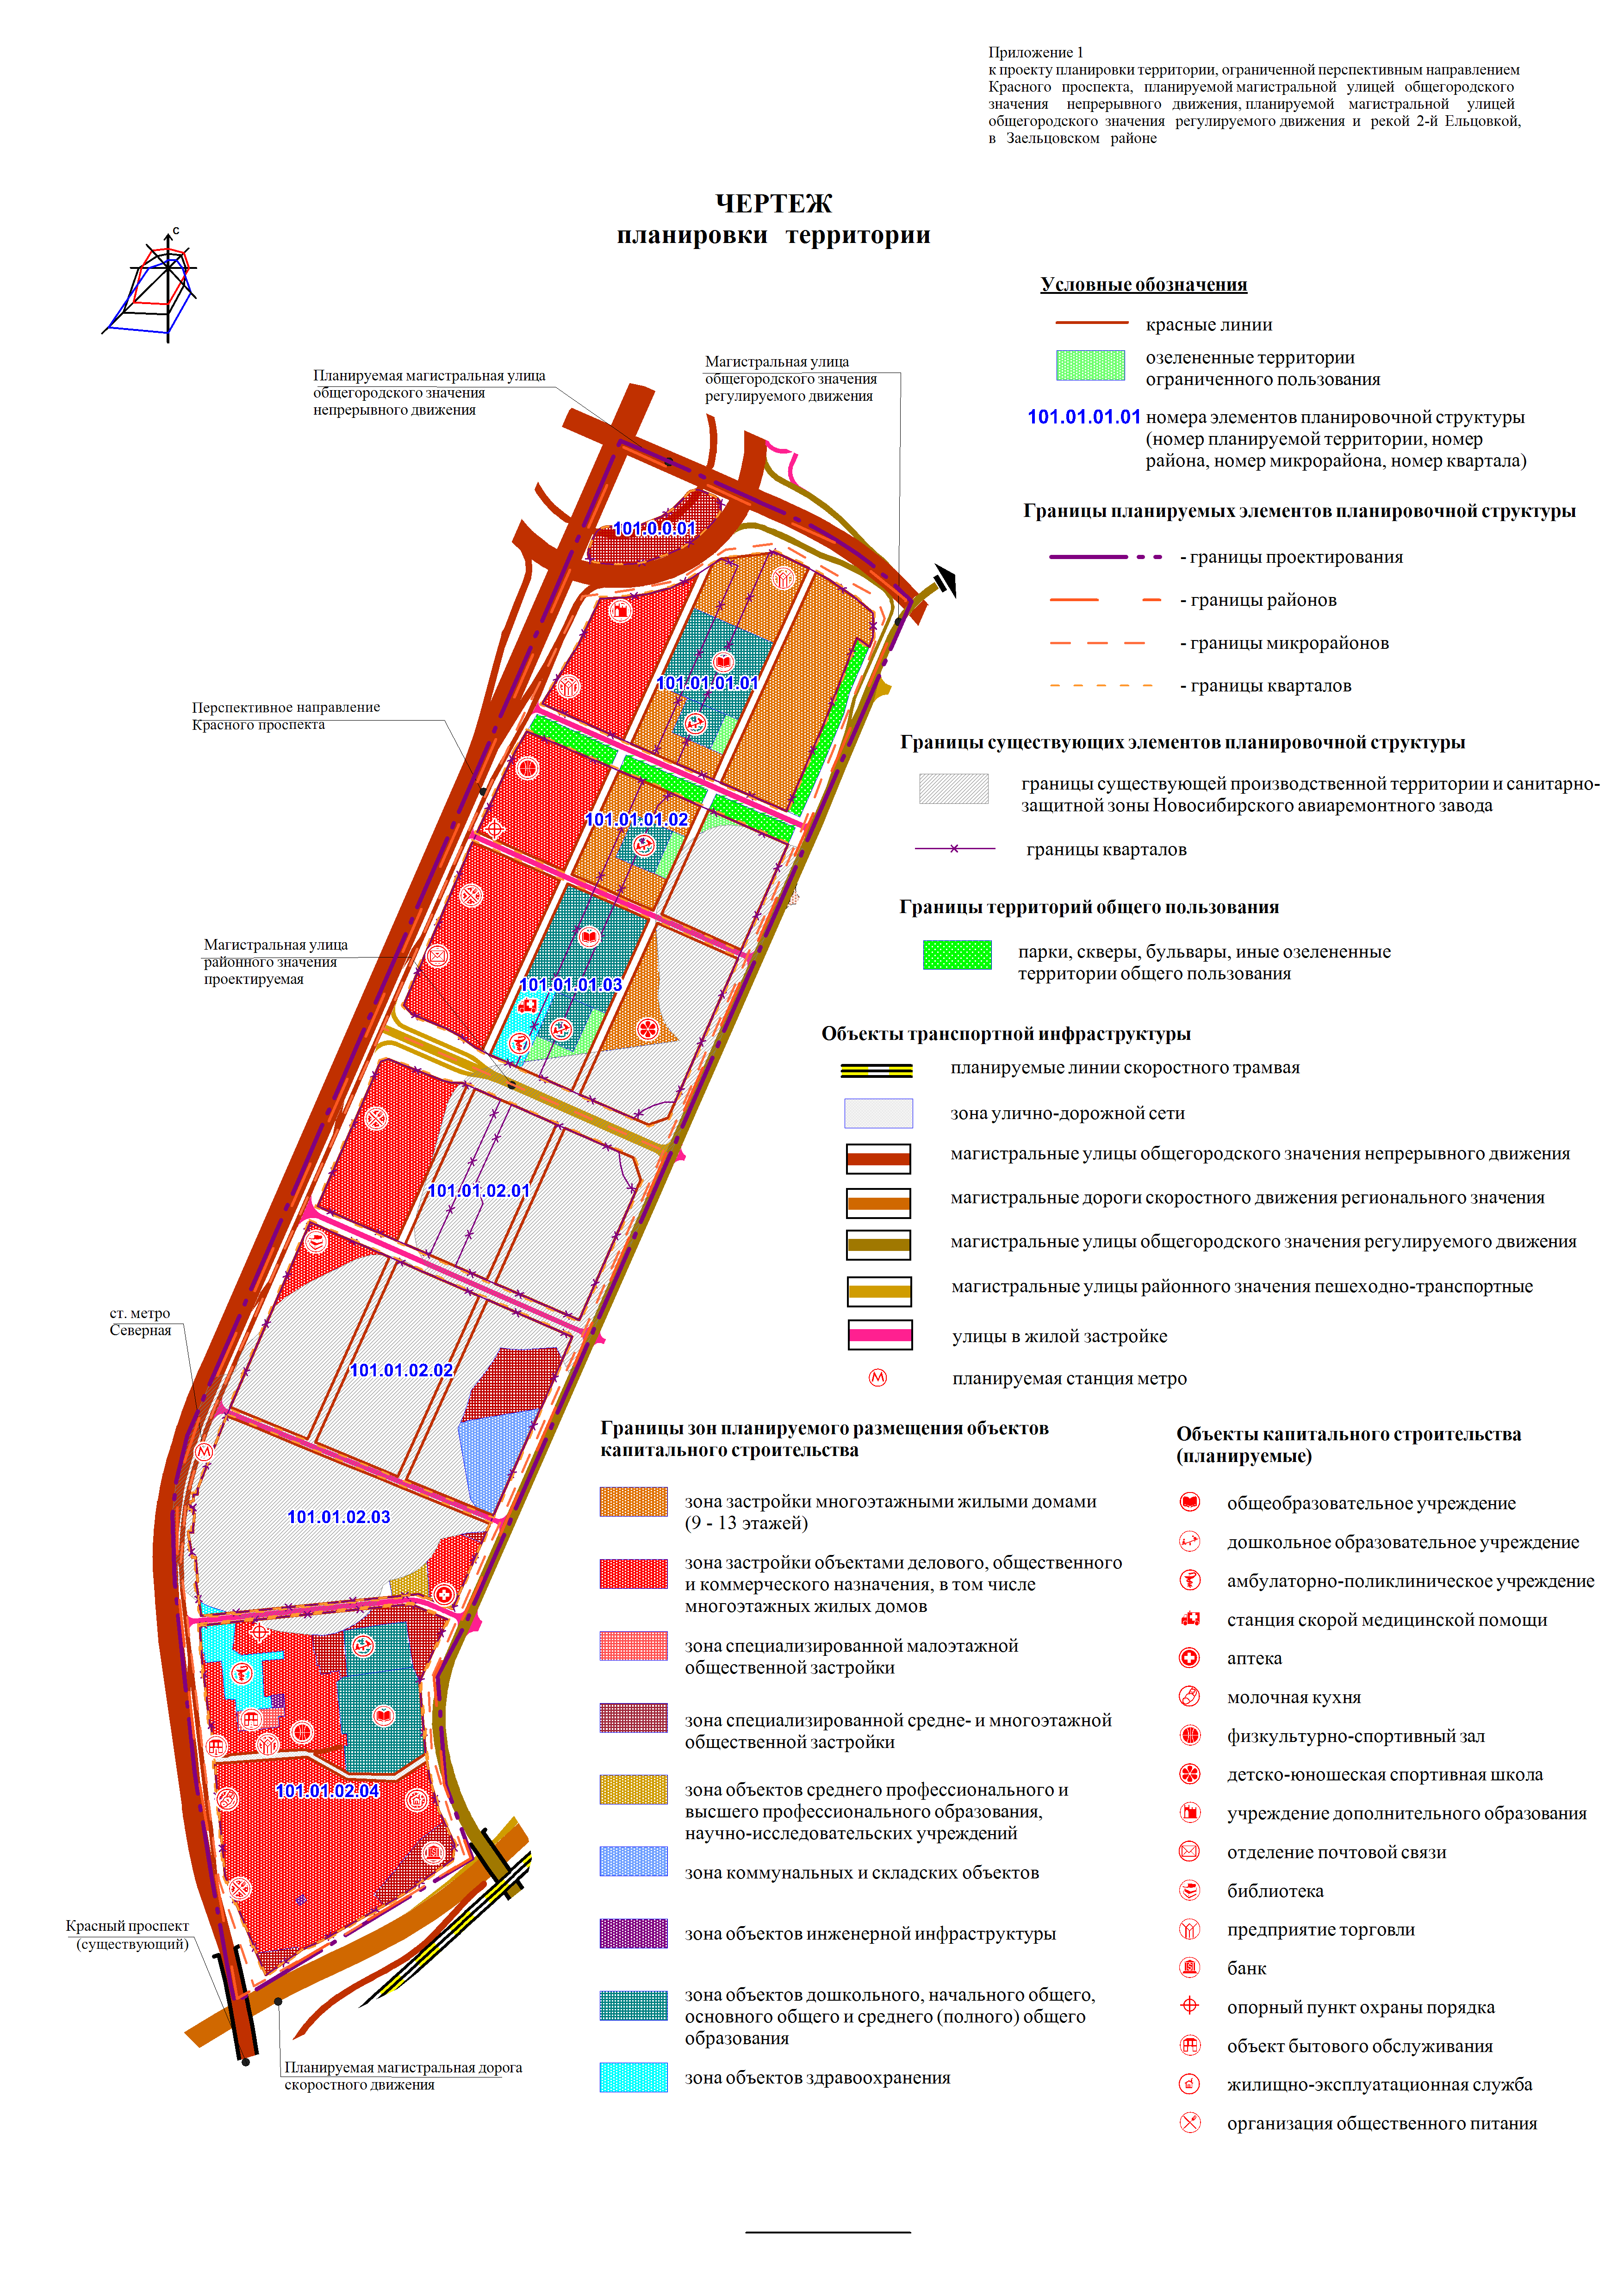 Приложение 1
к проекту планировки территории, ограниченной перспективным направлением
Красного проспекта, планируемой магистральной улицей общегородского
значения непрерывного движения, планируемой магистральной улицей
общегородского значения регулируемого движения и рекой 2-й Ельцовкой,
в Заельцовском районе
ЧЕРТЕЖ
планировки территории
С
Условные обозначения
красные линии
озелененные территории
ограниченного пользования
101.01.01.01 номера элементов планировочной структуры
(номер планируемой территории, номер
района, номер микрорайона, номер квартала)
Границы планируемых элементов планировочной структуры
- границы проектирования
- границы районов
- границы микрорайонов
- границы кварталов
Границы существующих элементов планировочной структуры
границы существующей производственной территории и санитарно-
защитной зоны Новосибирского авиаремонтного завода
границы кварталов
Границы территорий общего пользования
парки, скверы, бульвары, иные озелененные
территории общего пользования
Объекты транспортной инфраструктуры
планируемые линии скоростного трамвая
зона улично-дорожной сети
магистральные улицы общегородского значения непрерывного движения
магистральные дороги скоростного движения регионального значения
магистральные улицы общегородского значения регулируемого движения
магистральные улицы районного значения пешеходно-транспортные
улицы в жилой застройке
М планируемая станция метро
Планируемая магистральная улица
общегородского значения
непрерывного движения
Магистральная улица
общегородского значения
регулируемого движения
101.0.0.01
101.01.01.01
Перспективное направление
Красного проспекта
101.01.01.02
Магистральная улица
районного значения
проектируемая
101.01.01.03
101.01.02.01
ст. метро
Северная
101.01.02.02
М
101.01.02.03
101.01.02.04
Красный проспект
(существующий)
Планируемая магистральная дорога
скоростного движения
Границы зон планируемого размещения объектов
капитального строительства
зона застройки многоэтажными жилыми домами
(9 - 13 этажей)
зона застройки объектами делового, общественного
и коммерческого назначения, в том числе
многоэтажных жилых домов
зона специализированной малоэтажной
общественной застройки
зона специализированной средне- и многоэтажной
общественной застройки
зона объектов среднего профессионального и
высшего профессионального образования,
научно-исследовательских учреждений
зона коммунальных и складских объектов
зона объектов инженерной инфраструктуры
зона объектов дошкольного, начального общего,
основного общего и среднего (полного) общего
образования
зона объектов здравоохранения
Объекты капитального строительства
(планируемые)
общеобразовательное учреждение
дошкольное образовательное учреждение
амбулаторно-поликлиническое учреждение
станция скорой медицинской помощи
аптека
молочная кухня
физкультурно-спортивный зал
детско-юношеская спортивная школа
учреждение дополнительного образования
отделение почтовой связи
библиотека
предприятие торговли
банк
опорный пункт охраны порядка
объект бытового обслуживания
жилищно-эксплуатационная служба
организация общественного питания